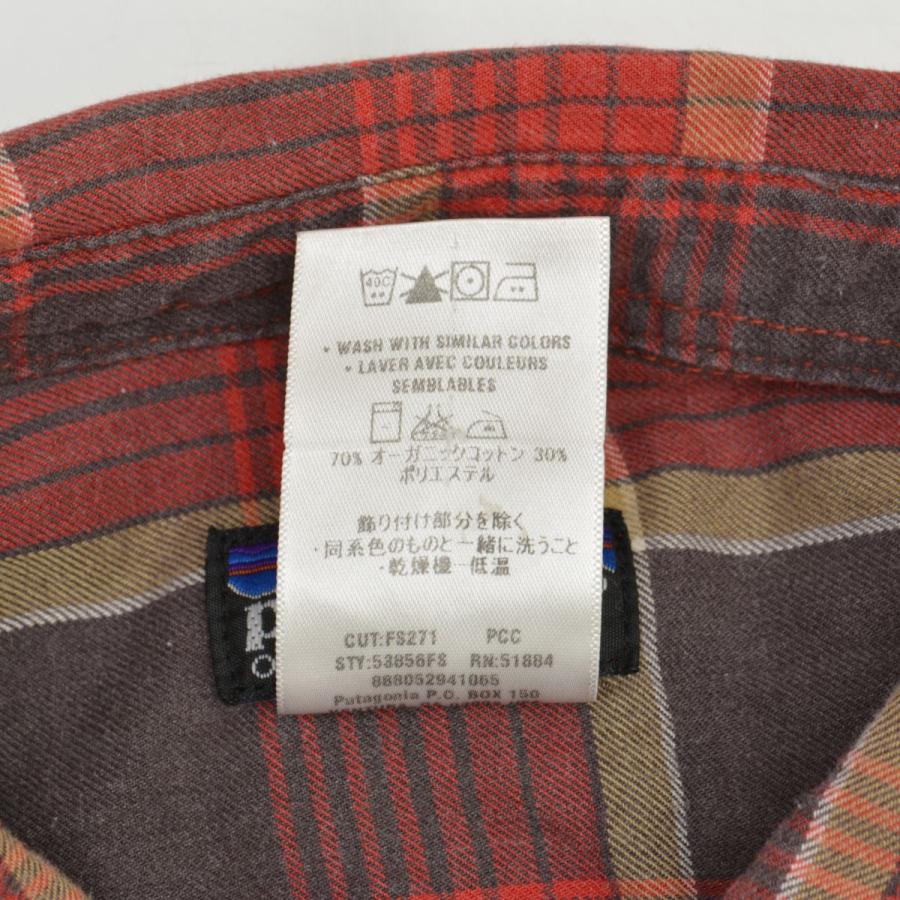 40C
• WASH WITH SIMILAR COLORS
• LAVER AVEC COULEURS
SEMBLABLES
70% オーガニックコットン 30%
ポリエステル
飾り付け部分を除く
・同系色のものと一緒に洗うこと
・乾燥機－低温
CUT:FS271 PCC
STY:53856FS RN:51884
888052941065
Patagonia P.O. BOX 150
p